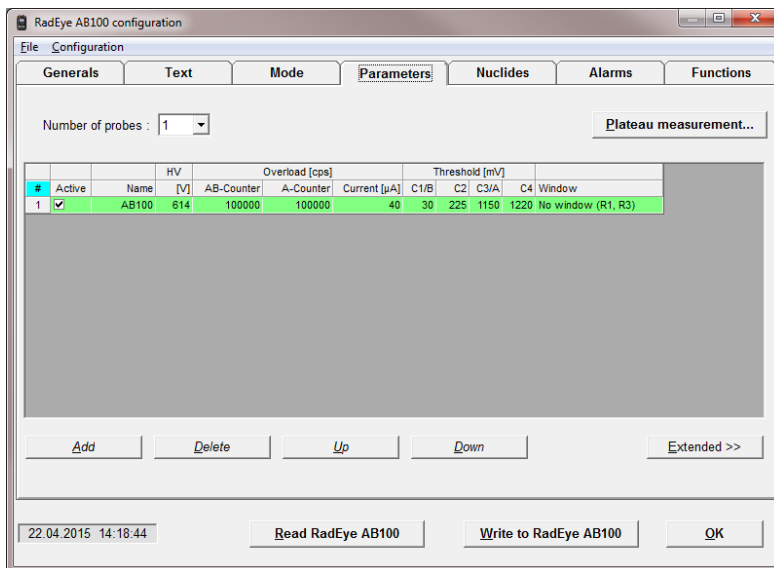 RadEye AB100 configuration
File Configuration
Generals Text Mode Parameters Nuclides Alarms Functions
Number of probes : 1 Plateau measurement...
HV Overload [cps] Threshold [mV]
# Active Name [V] AB-Counter A-Counter Current [µA] C1/B C2 C3/A C4 Window
1 AB100 614 100000 100000 40 30 225 1150 1220 No window (R1, R3)
Add Delete Up Down Extended >>
22.04.2015 14:18:44 Read RadEye AB100 Write to RadEye AB100 OK